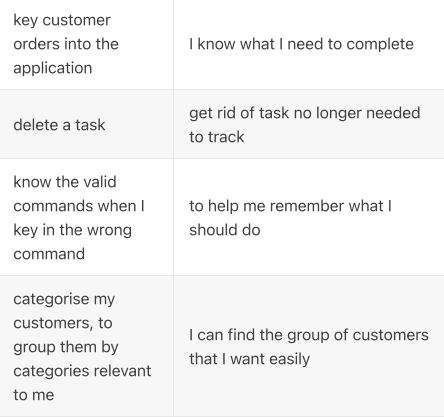 key customer
orders into the
application
I know what I need to complete
delete a task
get rid of task no longer needed
to track
know the valid
commands when I
key in the wrong
command
to help me remember what I
should do
categorise my
customers, to
group them by
categories relevant
to me
I can find the group of customers
that I want easily